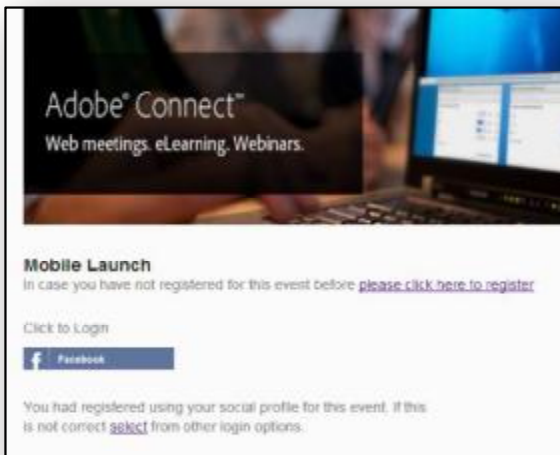 Adobe® Connect™
Web meetings. eLearning. Webinars.
Mobile Launch
In case you have not registered for this event before please click here to register
Click to Login
f Facebook
You had registered using your social profile for this event. If this
is not correct select from other login options.